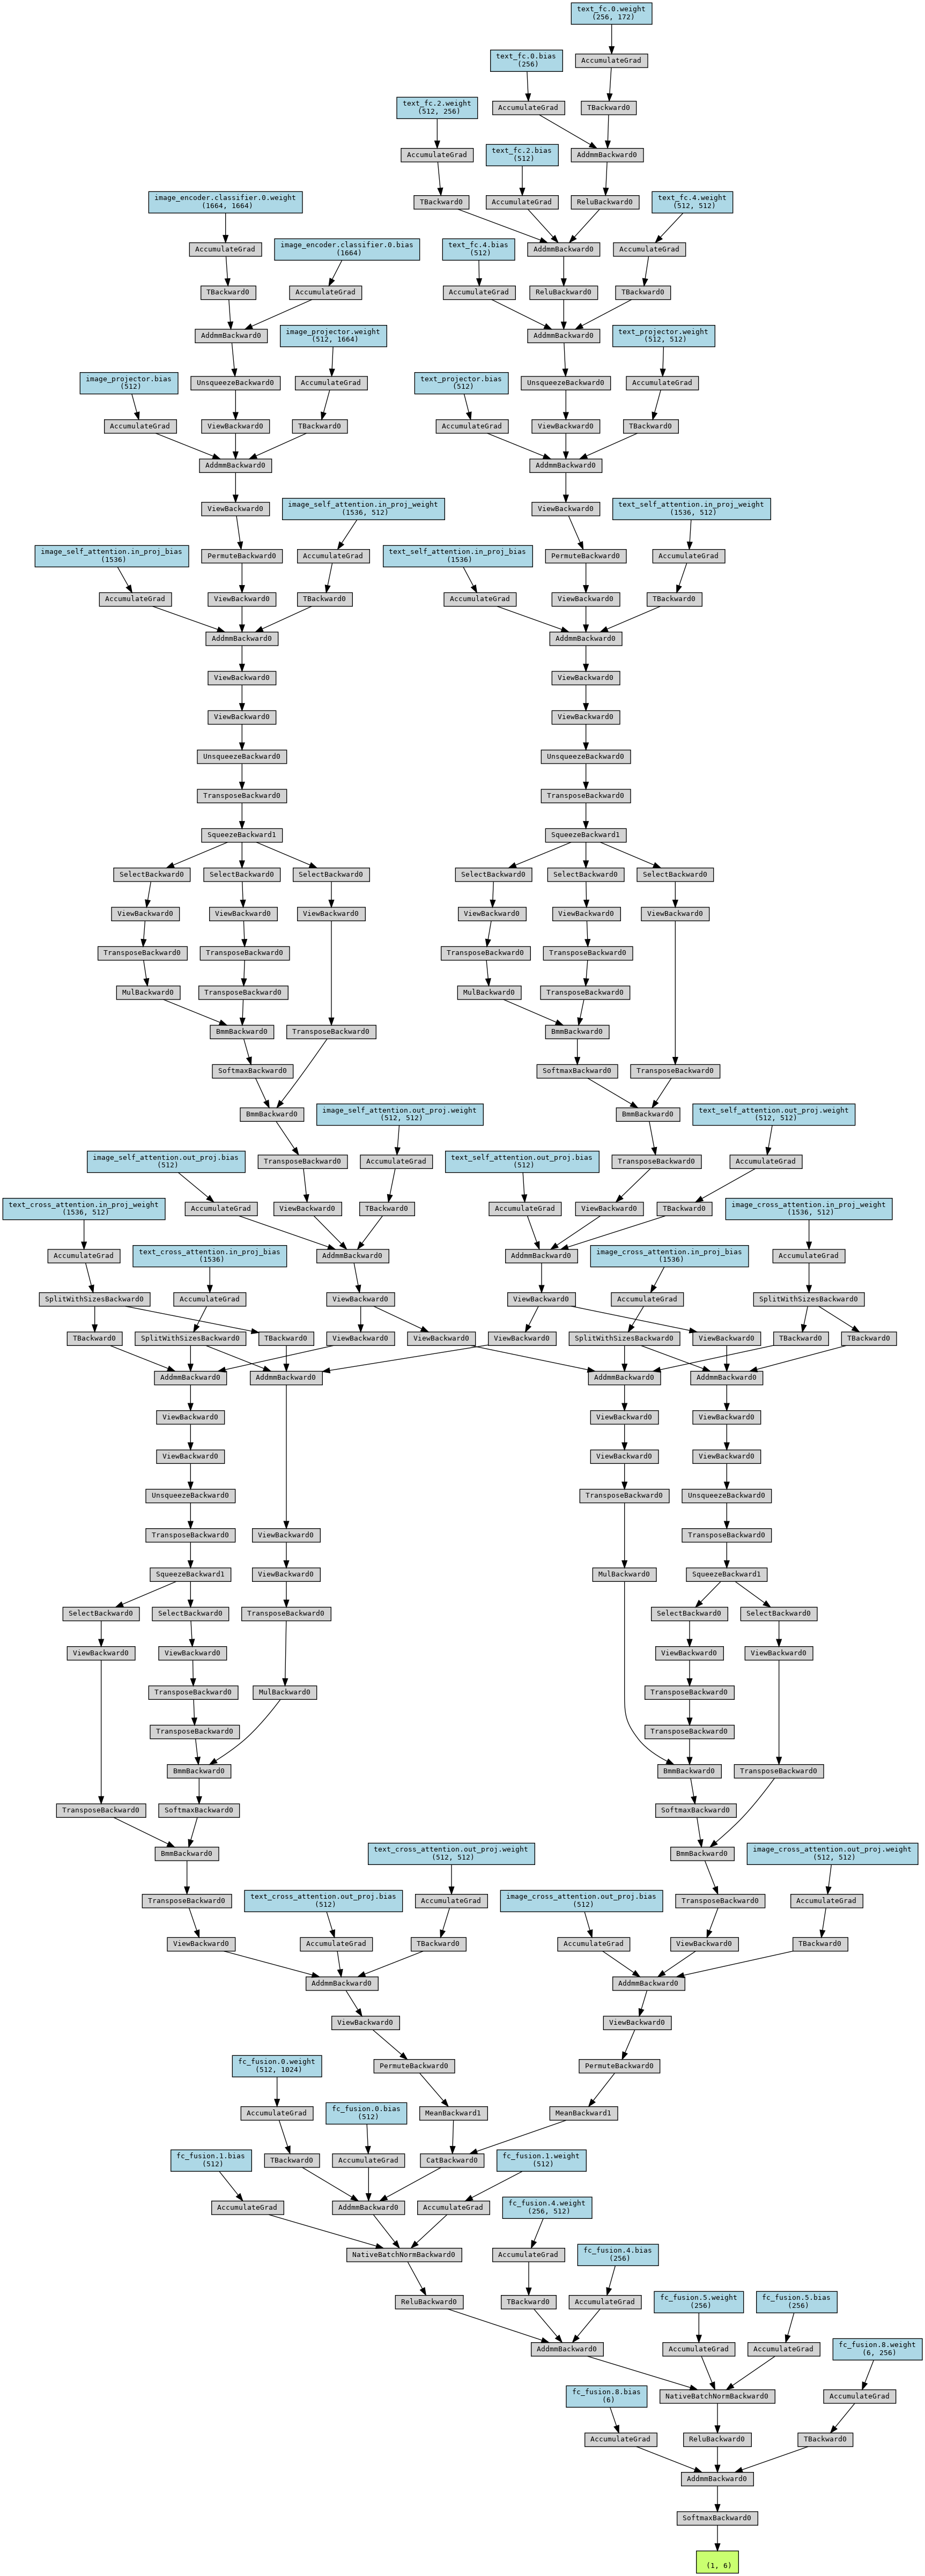 text_fc.0.weight
(256, 172)
text_fc.0.bias
(256)
AccumulateGrad
text_fc.2.weight
(512, 256)
AccumulateGrad
TBackward0
AccumulateGrad
text_fc.2.bias
(512)
AddmmBackward0
image_encoder.classifier.0.weight
(1664, 1664)
TBackward0
AccumulateGrad
ReluBackward0
text_fc.4.weight
(512, 512)
AccumulateGrad
image_encoder.classifier.0.bias
(1664)
text_fc.4.bias
(512)
AddmmBackward0
AccumulateGrad
TBackward0
AccumulateGrad
AccumulateGrad
ReluBackward0
TBackward0
AddmmBackward0
image_projector.weight
(512, 1664)
AddmmBackward0
text_projector.weight
(512, 512)
image_projector.bias
(512)
UnsqueezeBackward0
AccumulateGrad
text_projector.bias
(512)
UnsqueezeBackward0
AccumulateGrad
AccumulateGrad
ViewBackward0
TBackward0
AccumulateGrad
ViewBackward0
TBackward0
AddmmBackward0
AddmmBackward0
ViewBackward0
image_self_attention.in_proj_weight
(1536, 512)
ViewBackward0
text_self_attention.in_proj_weight
(1536, 512)
image_self_attention.in_proj_bias
(1536)
PermuteBackward0
AccumulateGrad
text_self_attention.in_proj_bias
(1536)
PermuteBackward0
AccumulateGrad
AccumulateGrad
ViewBackward0
TBackward0
AccumulateGrad
ViewBackward0
TBackward0
AddmmBackward0
AddmmBackward0
ViewBackward0
ViewBackward0
ViewBackward0
ViewBackward0
UnsqueezeBackward0
UnsqueezeBackward0
TransposeBackward0
TransposeBackward0
SqueezeBackward1
SqueezeBackward1
SelectBackward0
SelectBackward0
SelectBackward0
SelectBackward0
SelectBackward0
SelectBackward0
ViewBackward0
ViewBackward0
ViewBackward0
ViewBackward0
ViewBackward0
ViewBackward0
TransposeBackward0
TransposeBackward0
TransposeBackward0
TransposeBackward0
MulBackward0
TransposeBackward0
MulBackward0
TransposeBackward0
BmmBackward0
TransposeBackward0
BmmBackward0
SoftmaxBackward0
SoftmaxBackward0
TransposeBackward0
BmmBackward0
image_self_attention.out_proj.weight
(512, 512)
BmmBackward0
text_self_attention.out_proj.weight
(512, 512)
image_self_attention.out_proj.bias
(512)
TransposeBackward0
AccumulateGrad
text_self_attention.out_proj.bias
(512)
TransposeBackward0
AccumulateGrad
text_cross_attention.in_proj_weight
(1536, 512)
AccumulateGrad
ViewBackward0
TBackward0
AccumulateGrad
ViewBackward0
TBackward0
image_cross_attention.in_proj_weight
(1536, 512)
AccumulateGrad
text_cross_attention.in_proj_bias
(1536)
AddmmBackward0
AddmmBackward0
image_cross_attention.in_proj_bias
(1536)
AccumulateGrad
SplitWithSizesBackward0
AccumulateGrad
ViewBackward0
ViewBackward0
AccumulateGrad
SplitWithSizesBackward0
TBackward0
SplitWithSizesBackward0
TBackward0
ViewBackward0
ViewBackward0
ViewBackward0
SplitWithSizesBackward0
ViewBackward0
TBackward0
TBackward0
AddmmBackward0
AddmmBackward0
AddmmBackward0
AddmmBackward0
ViewBackward0
ViewBackward0
ViewBackward0
ViewBackward0
ViewBackward0
ViewBackward0
UnsqueezeBackward0
TransposeBackward0
UnsqueezeBackward0
TransposeBackward0
ViewBackward0
TransposeBackward0
SqueezeBackward1
ViewBackward0
MulBackward0
SqueezeBackward1
SelectBackward0
SelectBackward0
TransposeBackward0
SelectBackward0
SelectBackward0
ViewBackward0
ViewBackward0
ViewBackward0
ViewBackward0
TransposeBackward0
MulBackward0
TransposeBackward0
TransposeBackward0
TransposeBackward0
BmmBackward0
BmmBackward0
TransposeBackward0
TransposeBackward0
SoftmaxBackward0
SoftmaxBackward0
BmmBackward0
text_cross_attention.out_proj.weight
(512, 512)
BmmBackward0
image_cross_attention.out_proj.weight
(512, 512)
TransposeBackward0
text_cross_attention.out_proj.bias
(512)
AccumulateGrad
image_cross_attention.out_proj.bias
(512)
TransposeBackward0
AccumulateGrad
ViewBackward0
AccumulateGrad
TBackward0
AccumulateGrad
ViewBackward0
TBackward0
AddmmBackward0
AddmmBackward0
ViewBackward0
ViewBackward0
fc_fusion.0.weight
(512, 1024)
PermuteBackward0
PermuteBackward0
AccumulateGrad
fc_fusion.0.bias
(512)
MeanBackward1
MeanBackward1
fc_fusion.1.bias
(512)
TBackward0
AccumulateGrad
CatBackward0
fc_fusion.1.weight
(512)
AccumulateGrad
AddmmBackward0
AccumulateGrad
fc_fusion.4.weight
(256, 512)
NativeBatchNormBackward0
AccumulateGrad
fc_fusion.4.bias
(256)
ReluBackward0
TBackward0
AccumulateGrad
fc_fusion.5.weight
(256)
fc_fusion.5.bias
(256)
AddmmBackward0
AccumulateGrad
AccumulateGrad
fc_fusion.8.weight
(6, 256)
fc_fusion.8.bias
(6)
NativeBatchNormBackward0
AccumulateGrad
AccumulateGrad
ReluBackward0
TBackward0
AddmmBackward0
SoftmaxBackward0
(1, 6)